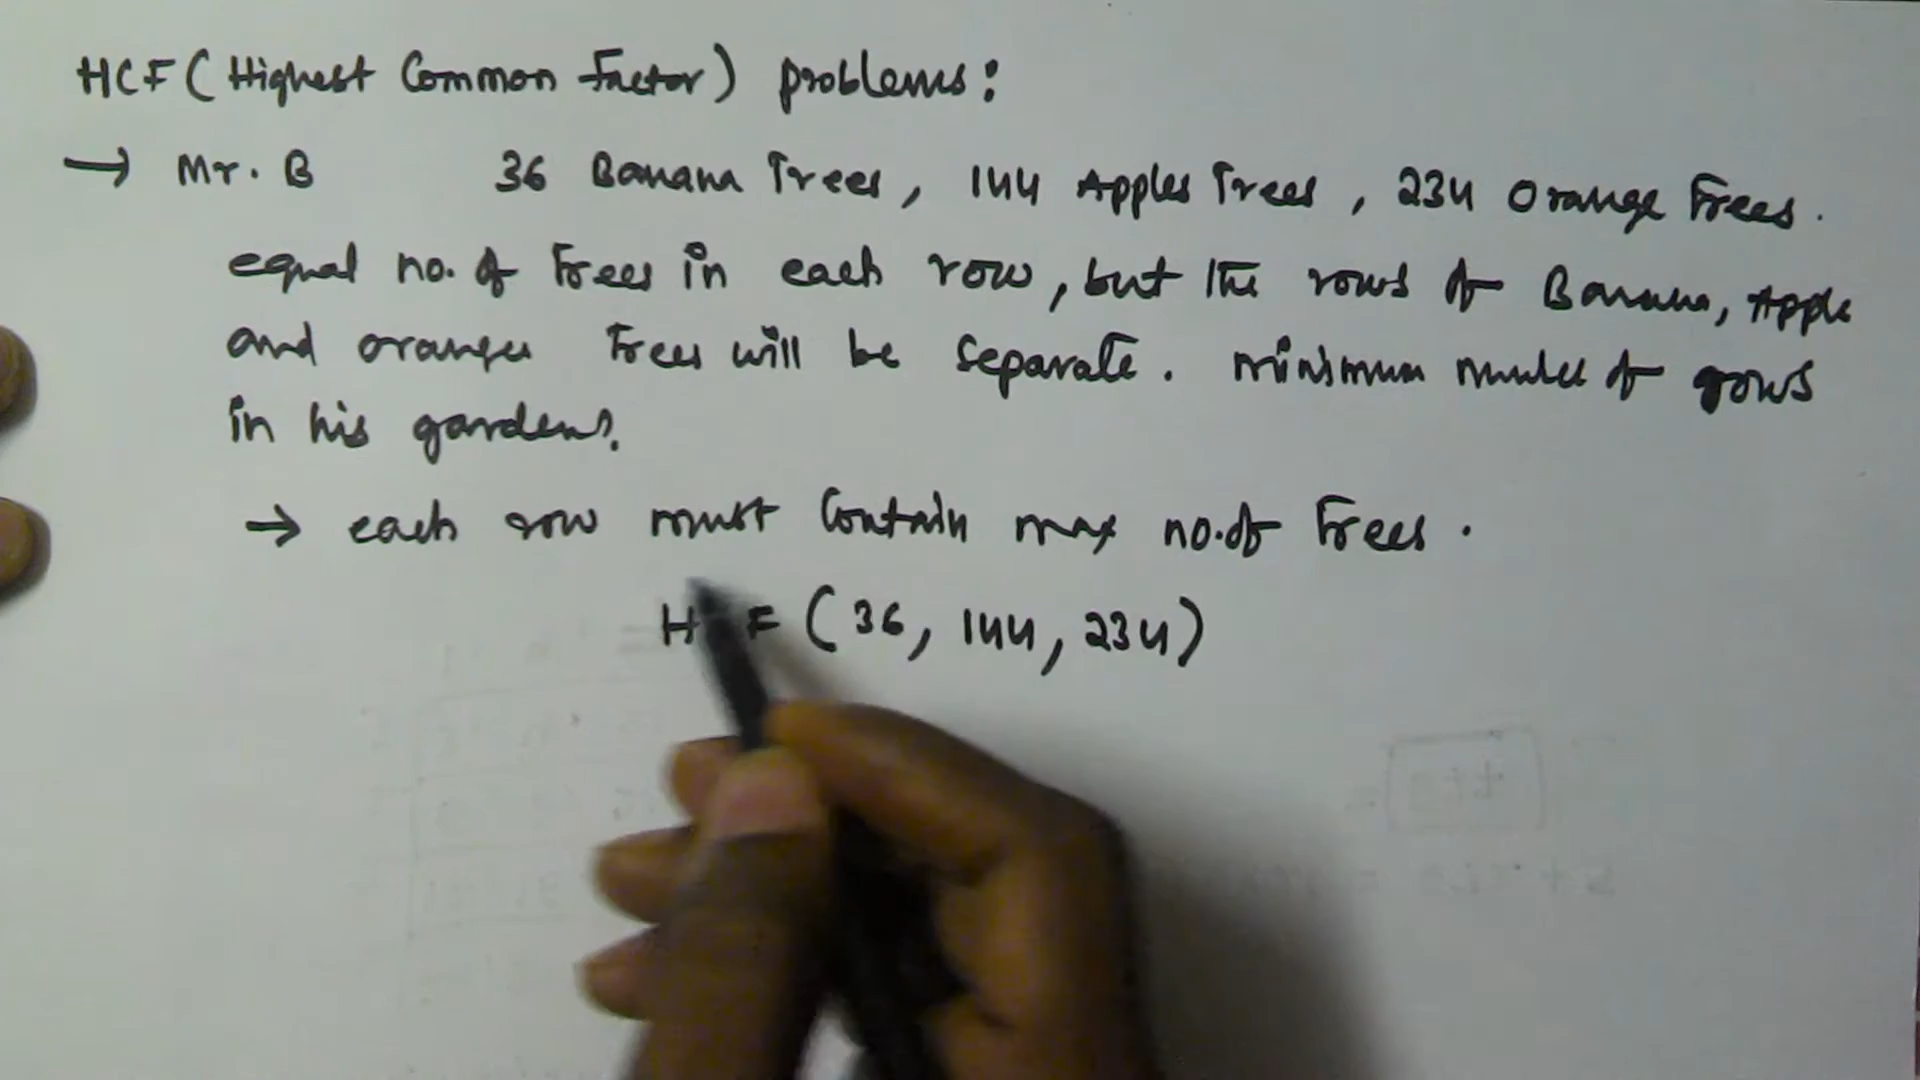 HCF (Highest Common Factor) problems:
→ Mr. B 36 Banana Trees, 144 Apples Trees, 234 Orange Trees.
equal no. of Trees in each row, but the rows of Banana, Apple
and oranges Trees will be separate. minimum number of rows
in his garden?
→ each row must contain max no. of Trees.
HCF (36, 144, 234)